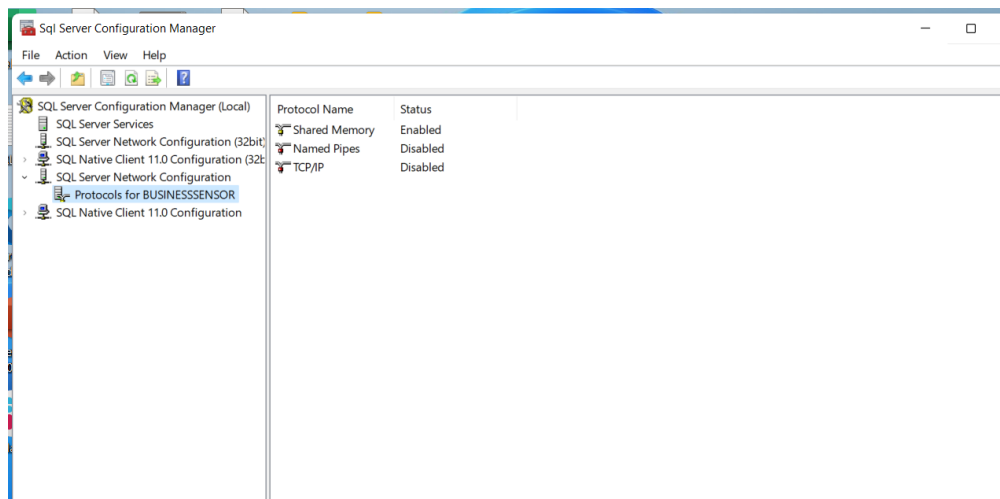 Sql Server Configuration Manager
File Action View Help
SQL Server Configuration Manager (Local)
SQL Server Services
SQL Server Network Configuration (32bit)
SQL Native Client 11.0 Configuration (32b
SQL Server Network Configuration
Protocols for BUSINESSSENSOR
SQL Native Client 11.0 Configuration
Protocol Name Status
Shared Memory Enabled
Named Pipes Disabled
TCP/IP Disabled